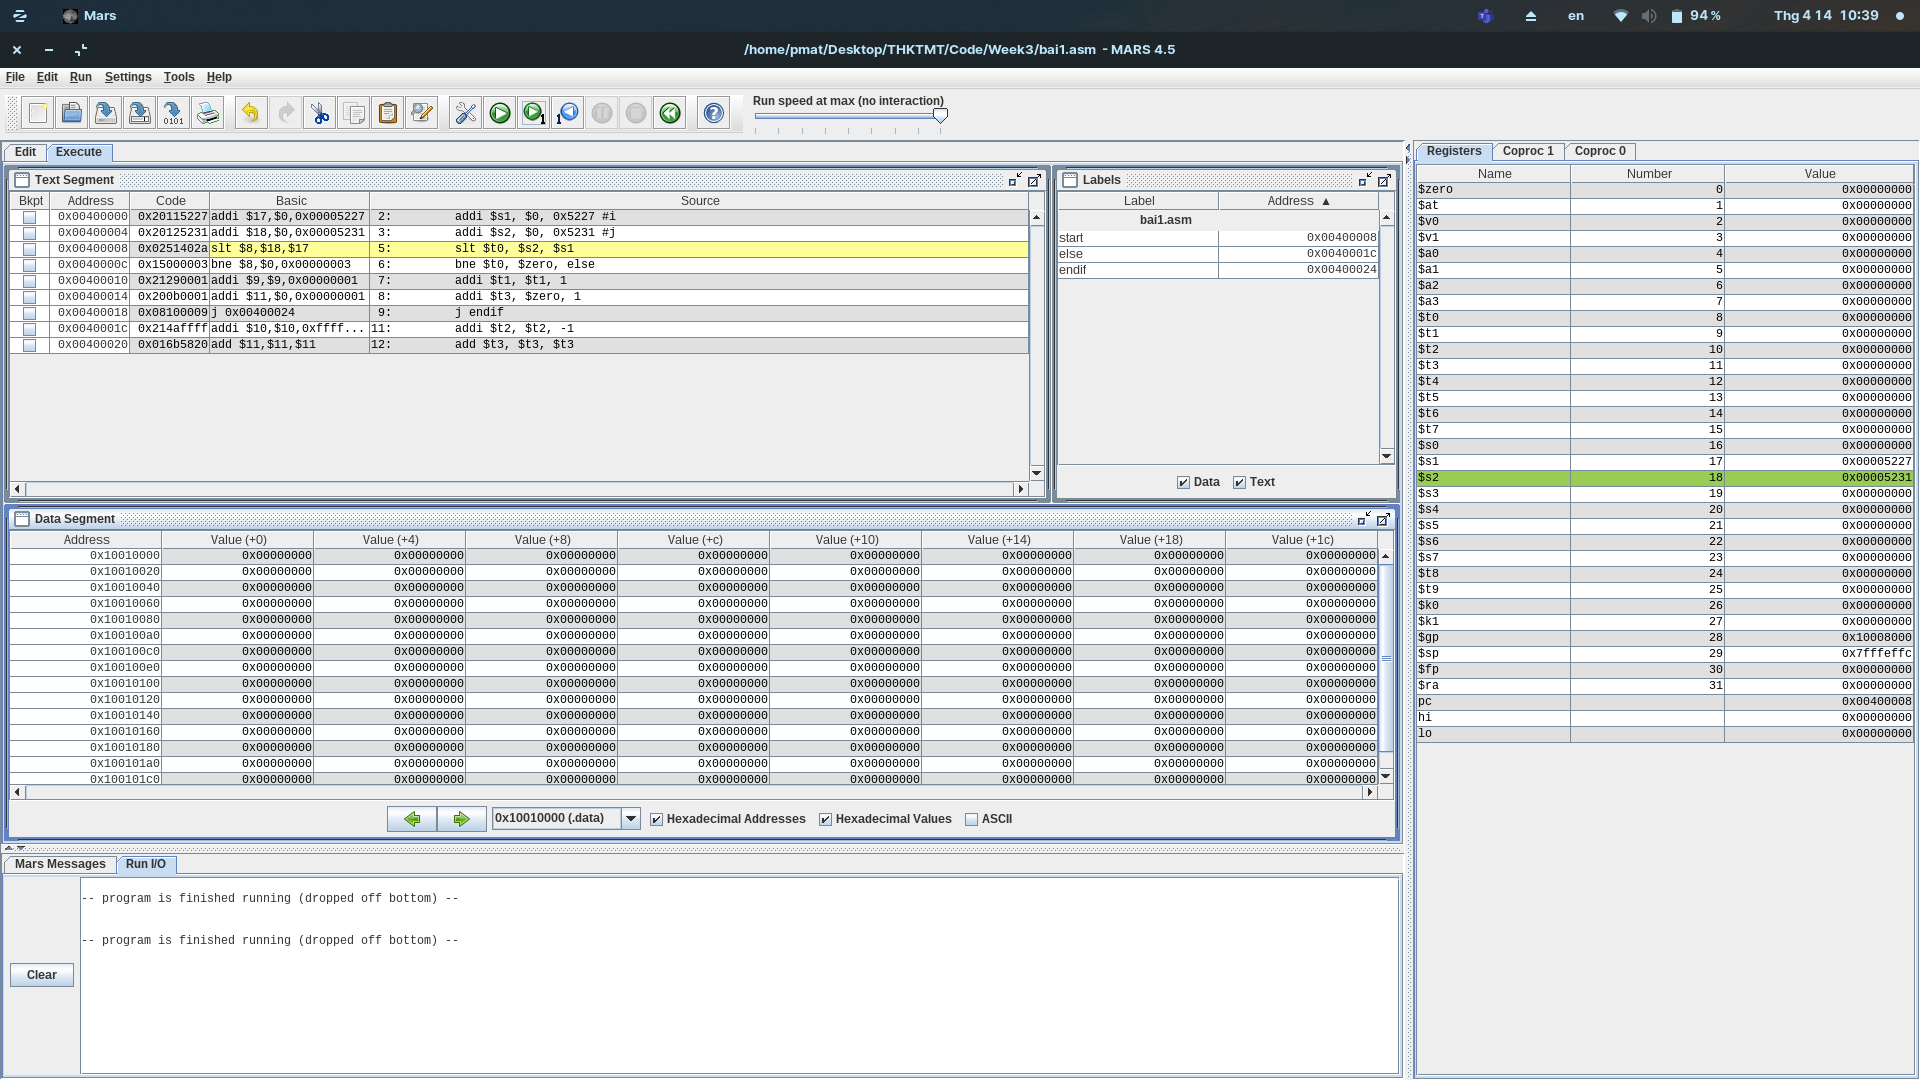 Mars
en
94 %
Thg 4 14 10:39
/home/pmat/Desktop/THKTMT/Code/Week3/bai1.asm - MARS 4.5
File Edit Run Settings Tools Help
Run speed at max (no interaction)
Edit Execute
Text Segment
Bkpt Address Code Basic Source
0x00400000 0x20115227 addi $17,$0,0x00005227 2: addi $s1, $0, 0x5227 #i
0x00400004 0x20125231 addi $18,$0,0x00005231 3: addi $s2, $0, 0x5231 #j
0x00400008 0x0251402a slt $8,$18,$17 5: slt $t0, $s2, $s1
0x0040000c 0x15000003 bne $8,$0,0x00000003 6: bne $t0, $zero, else
0x00400010 0x21290001 addi $9,$9,0x00000001 7: addi $t1, $t1, 1
0x00400014 0x200b0001 addi $11,$0,0x00000001 8: addi $t3, $zero, 1
0x00400018 0x08100009 j 0x00400024 9: j endif
0x0040001c 0x214affff addi $10,$10,0xffff... 11: addi $t2, $t2, -1
0x00400020 0x016b5820 add $11,$11,$11 12: add $t3, $t3, $t3
Labels
Label Address ▲
bai1.asm
start 0x00400008
else 0x0040001c
endif 0x00400024
Data Text
Data Segment
Address Value (+0) Value (+4) Value (+8) Value (+c) Value (+10) Value (+14) Value (+18) Value (+1c)
0x10010000 0x00000000 0x00000000 0x00000000 0x00000000 0x00000000 0x00000000 0x00000000 0x00000000
0x10010020 0x00000000 0x00000000 0x00000000 0x00000000 0x00000000 0x00000000 0x00000000 0x00000000
0x10010040 0x00000000 0x00000000 0x00000000 0x00000000 0x00000000 0x00000000 0x00000000 0x00000000
0x10010060 0x00000000 0x00000000 0x00000000 0x00000000 0x00000000 0x00000000 0x00000000 0x00000000
0x10010080 0x00000000 0x00000000 0x00000000 0x00000000 0x00000000 0x00000000 0x00000000 0x00000000
0x100100a0 0x00000000 0x00000000 0x00000000 0x00000000 0x00000000 0x00000000 0x00000000 0x00000000
0x100100c0 0x00000000 0x00000000 0x00000000 0x00000000 0x00000000 0x00000000 0x00000000 0x00000000
0x100100e0 0x00000000 0x00000000 0x00000000 0x00000000 0x00000000 0x00000000 0x00000000 0x00000000
0x10010100 0x00000000 0x00000000 0x00000000 0x00000000 0x00000000 0x00000000 0x00000000 0x00000000
0x10010120 0x00000000 0x00000000 0x00000000 0x00000000 0x00000000 0x00000000 0x00000000 0x00000000
0x10010140 0x00000000 0x00000000 0x00000000 0x00000000 0x00000000 0x00000000 0x00000000 0x00000000
0x10010160 0x00000000 0x00000000 0x00000000 0x00000000 0x00000000 0x00000000 0x00000000 0x00000000
0x10010180 0x00000000 0x00000000 0x00000000 0x00000000 0x00000000 0x00000000 0x00000000 0x00000000
0x100101a0 0x00000000 0x00000000 0x00000000 0x00000000 0x00000000 0x00000000 0x00000000 0x00000000
0x100101c0 0x00000000 0x00000000 0x00000000 0x00000000 0x00000000 0x00000000 0x00000000 0x00000000
0x10010000 (.data) Hexadecimal Addresses Hexadecimal Values ASCII
Mars Messages Run I/O
-- program is finished running (dropped off bottom) --
-- program is finished running (dropped off bottom) --
Clear
Registers Coproc 1 Coproc 0
Name Number Value
$zero 0 0x00000000
$at 1 0x00000000
$v0 2 0x00000000
$v1 3 0x00000000
$a0 4 0x00000000
$a1 5 0x00000000
$a2 6 0x00000000
$a3 7 0x00000000
$t0 8 0x00000000
$t1 9 0x00000000
$t2 10 0x00000000
$t3 11 0x00000000
$t4 12 0x00000000
$t5 13 0x00000000
$t6 14 0x00000000
$t7 15 0x00000000
$s0 16 0x00000000
$s1 17 0x00005227
$s2 18 0x00005231
$s3 19 0x00000000
$s4 20 0x00000000
$s5 21 0x00000000
$s6 22 0x00000000
$s7 23 0x00000000
$t8 24 0x00000000
$t9 25 0x00000000
$k0 26 0x00000000
$k1 27 0x00000000
$gp 28 0x10008000
$sp 29 0x7fffeffc
$fp 30 0x00000000
$ra 31 0x00000000
pc 0x00400008
hi 0x00000000
lo 0x00000000